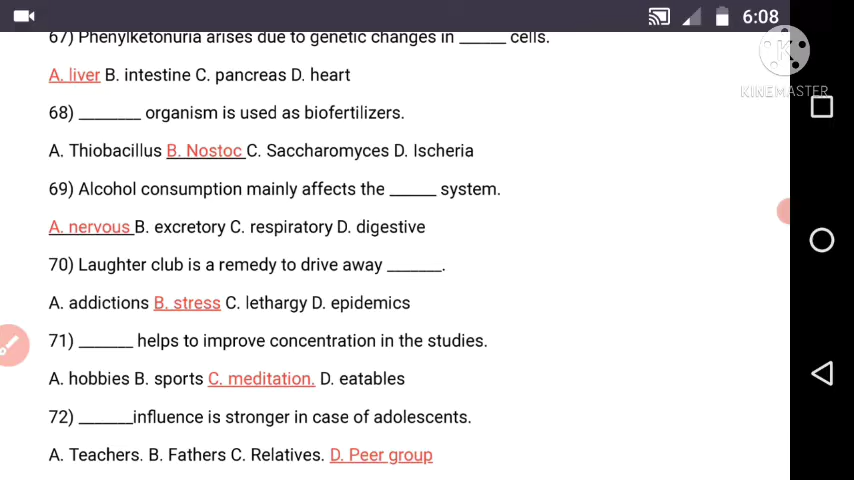 6:08
KINEMASTER
67) Phenylketonuria arises due to genetic changes in ______ cells.
A. liver B. intestine C. pancreas D. heart
68) ________ organism is used as biofertilizers.
A. Thiobacillus B. Nostoc C. Saccharomyces D. Ischeria
69) Alcohol consumption mainly affects the ______ system.
A. nervous B. excretory C. respiratory D. digestive
70) Laughter club is a remedy to drive away _______.
A. addictions B. stress C. lethargy D. epidemics
71) _______ helps to improve concentration in the studies.
A. hobbies B. sports C. meditation. D. eatables
72) _______influence is stronger in case of adolescents.
A. Teachers. B. Fathers C. Relatives. D. Peer group